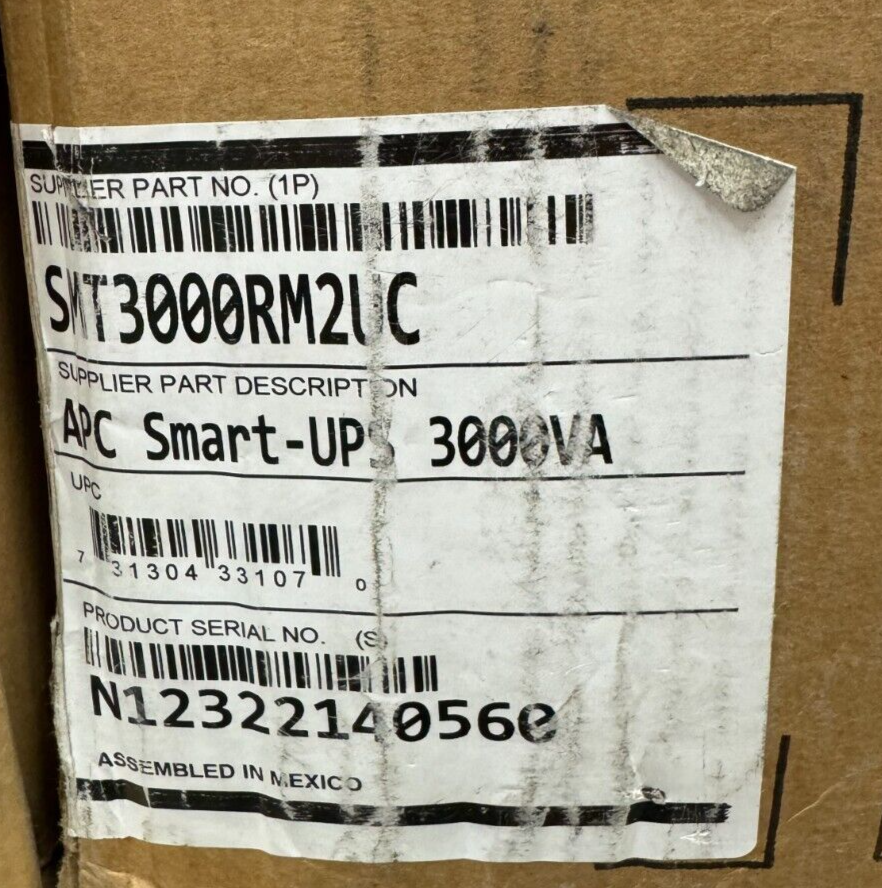 SUPPLIER PART NO. (1P)
SMT3000RM2UC
SUPPLIER PART DESCRIPTION
APC Smart-UPS 3000VA
UPC
7 31304 33107 0
PRODUCT SERIAL NO. (S)
N12322140560
ASSEMBLED IN MEXICO